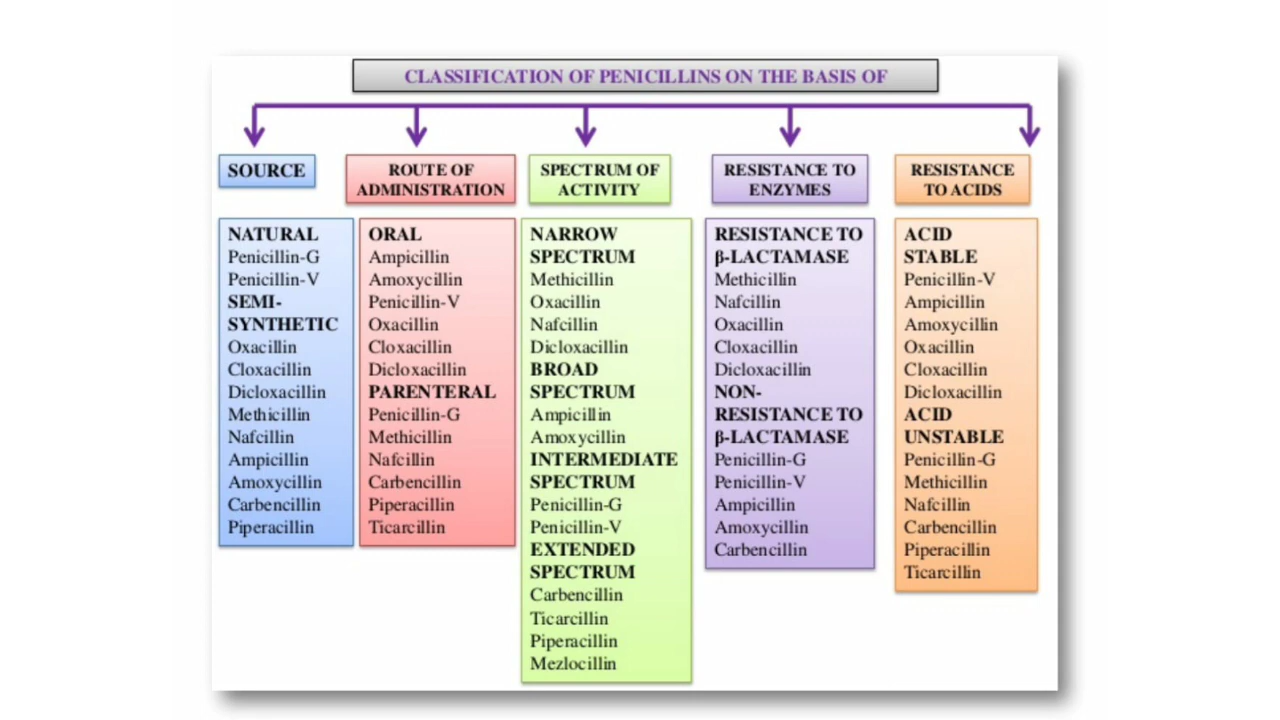 CLASSIFICATION OF PENICILLINS ON THE BASIS OF
SOURCE
NATURAL
Penicillin-G
Penicillin-V
SEMI-
SYNTHETIC
Oxacillin
Cloxacillin
Dicloxacillin
Methicillin
Nafcillin
Ampicillin
Amoxycillin
Carbencillin
Piperacillin
ROUTE OF
ADMINISTRATION
ORAL
Ampicillin
Amoxycillin
Penicillin-V
Oxacillin
Cloxacillin
Dicloxacillin
PARENTERAL
Penicillin-G
Methicillin
Nafcillin
Carbencillin
Piperacillin
Ticarcillin
SPECTRUM OF
ACTIVITY
NARROW
SPECTRUM
Methicillin
Oxacillin
Nafcillin
Dicloxacillin
BROAD
SPECTRUM
Ampicillin
Amoxycillin
INTERMEDIATE
SPECTRUM
Penicillin-G
Penicillin-V
EXTENDED
SPECTRUM
Carbencillin
Ticarcillin
Piperacillin
Mezlocillin
RESISTANCE TO
ENZYMES
RESISTANCE TO
β-LACTAMASE
Methicillin
Nafcillin
Oxacillin
Cloxacillin
Dicloxacillin
NON-
RESISTANCE TO
β-LACTAMASE
Penicillin-G
Penicillin-V
Ampicillin
Amoxycillin
Carbencillin
RESISTANCE
TO ACIDS
ACID
STABLE
Penicillin-V
Ampicillin
Amoxycillin
Oxacillin
Cloxacillin
Dicloxacillin
ACID
UNSTABLE
Penicillin-G
Methicillin
Nafcillin
Carbencillin
Piperacillin
Ticarcillin